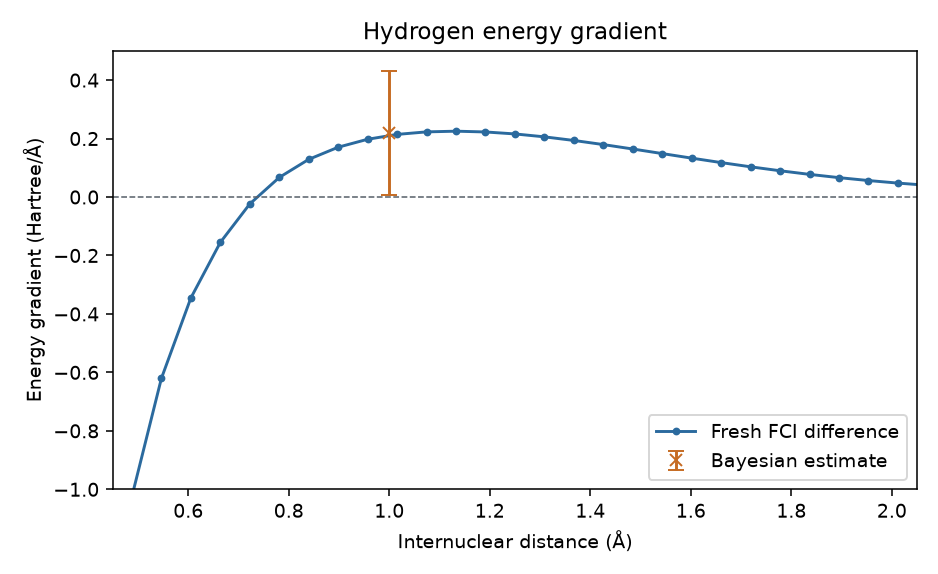 Hydrogen energy gradient
Energy gradient (Hartree/Å)
0.4
0.2
0.0
−0.2
−0.4
−0.6
−0.8
−1.0
Fresh FCI difference
Bayesian estimate
0.6 0.8 1.0 1.2 1.4 1.6 1.8 2.0
Internuclear distance (Å)